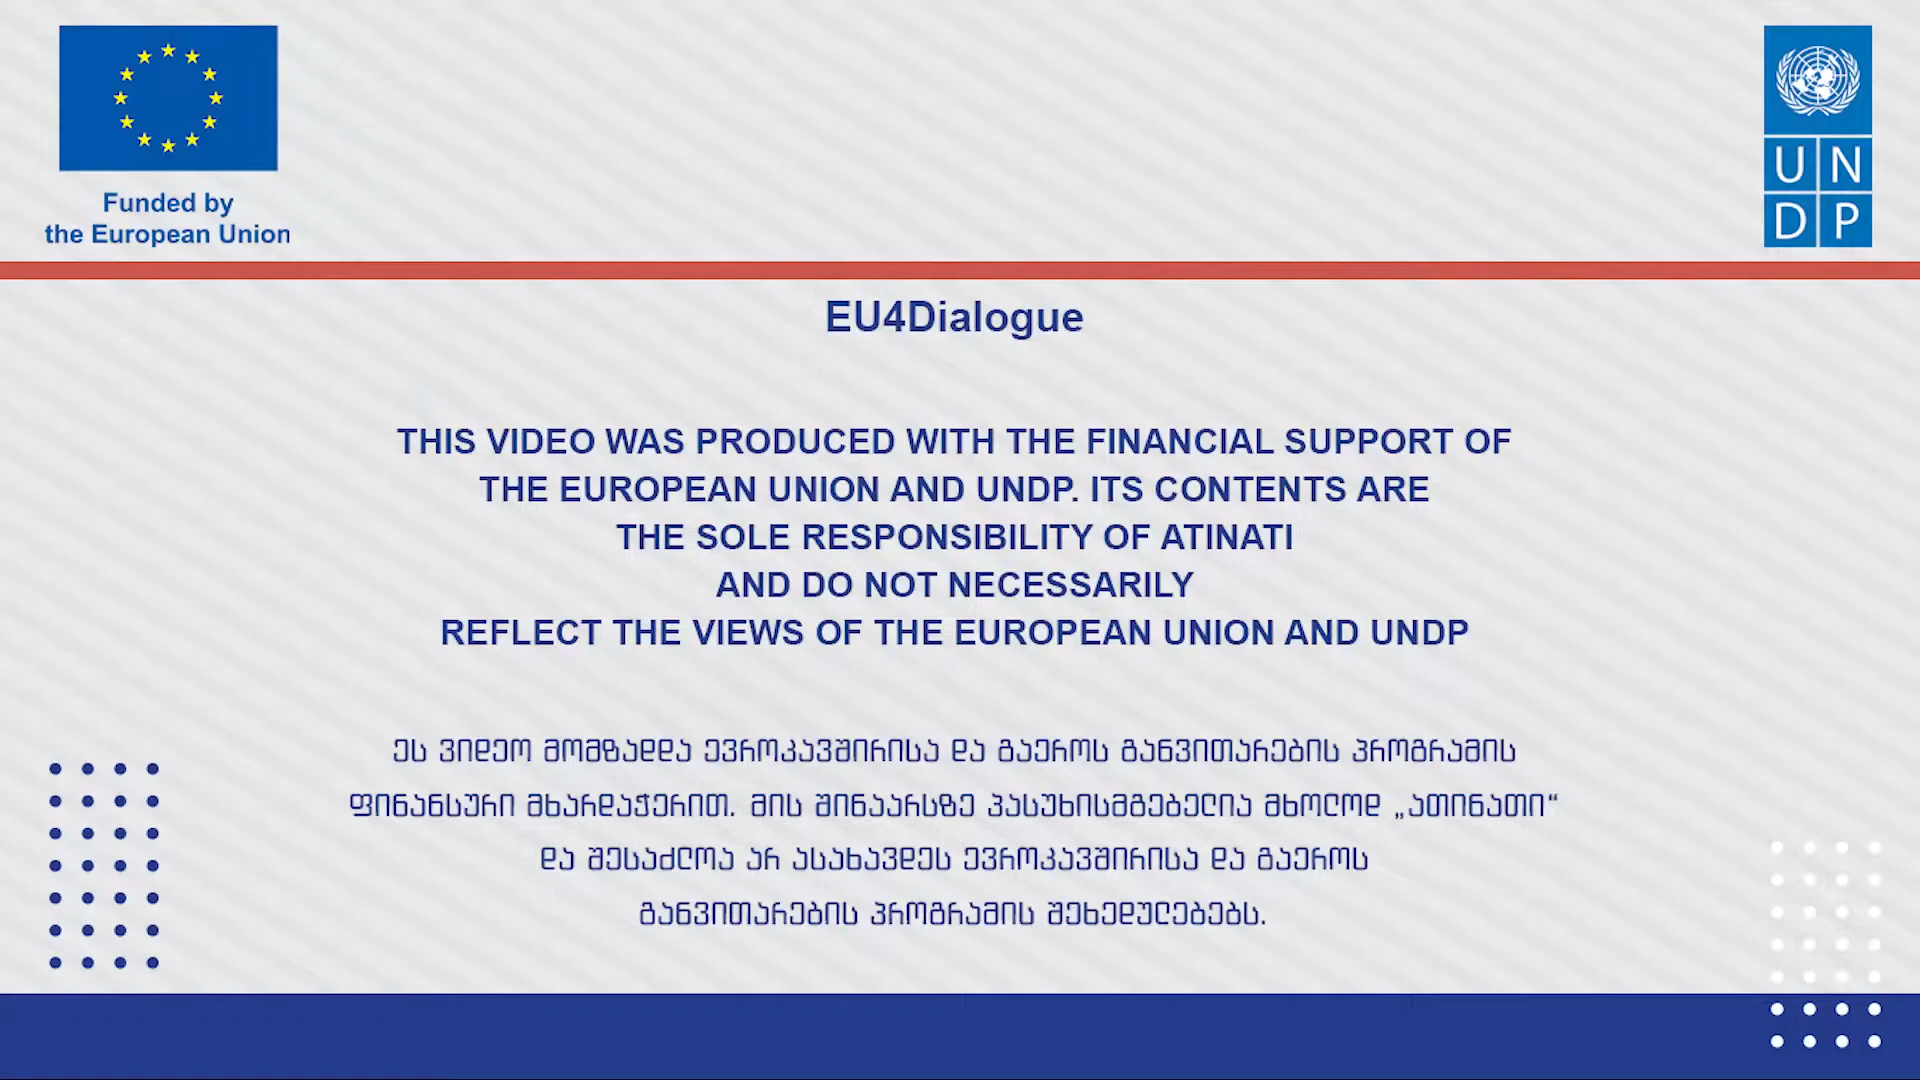 Funded by
the European Union
U N
D P
EU4Dialogue
THIS VIDEO WAS PRODUCED WITH THE FINANCIAL SUPPORT OF
THE EUROPEAN UNION AND UNDP. ITS CONTENTS ARE
THE SOLE RESPONSIBILITY OF ATINATI
AND DO NOT NECESSARILY
REFLECT THE VIEWS OF THE EUROPEAN UNION AND UNDP
ეს ვიდეო მომზადდა ევროკავშირისა და გაეროს განვითარების პროგრამის
ფინანსური მხარდაჭერით. მის შინაარსზე პასუხისმგებელია მხოლოდ „ათინათი“
და შესაძლოა არ ასახავდეს ევროკავშირისა და გაეროს
განვითარების პროგრამის შეხედულებებს.